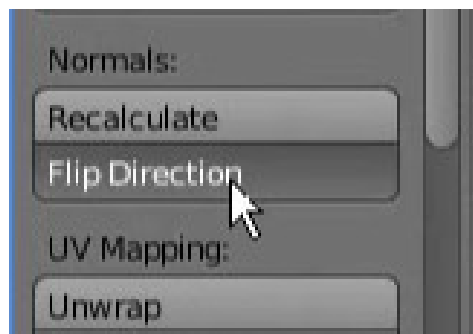 Normals:
Recalculate
Flip Direction
UV Mapping:
Unwrap